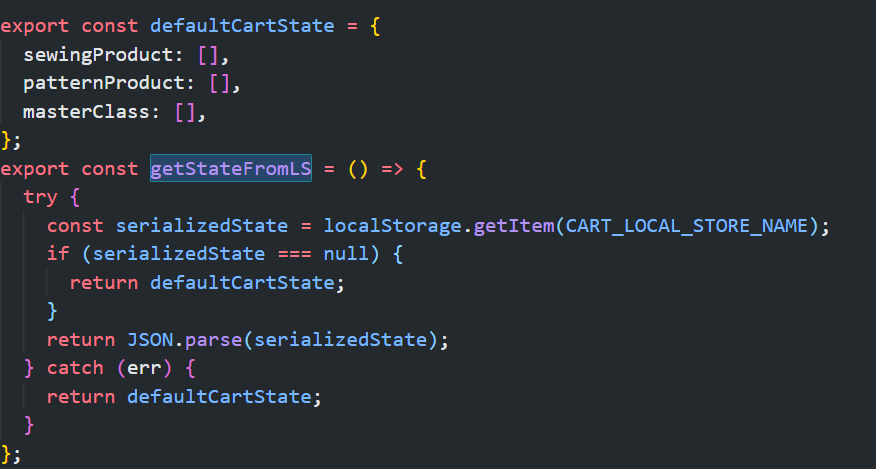 export const defaultCartState = {
  sewingProduct: [],
  patternProduct: [],
  masterClass: [],
};
export const getStateFromLS = () => {
  try {
    const serializedState = localStorage.getItem(CART_LOCAL_STORE_NAME);
    if (serializedState === null) {
      return defaultCartState;
    }
    return JSON.parse(serializedState);
  } catch (err) {
    return defaultCartState;
  }
};